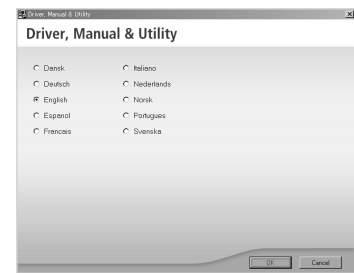 Driver, Manual & Utility
Driver, Manual & Utility
Dansk
Deutsch
English
Espanol
Francais
Italiano
Nederlands
Norsk
Portugues
Svenska
OK
Cancel